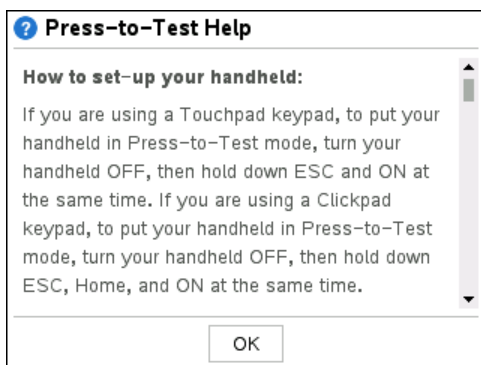 Press-to-Test Help
How to set-up your handheld:
If you are using a Touchpad keypad, to put your
handheld in Press-to-Test mode, turn your
handheld OFF, then hold down ESC and ON at
the same time. If you are using a Clickpad
keypad, to put your handheld in Press-to-Test
mode, turn your handheld OFF, then hold down
ESC, Home, and ON at the same time.
OK